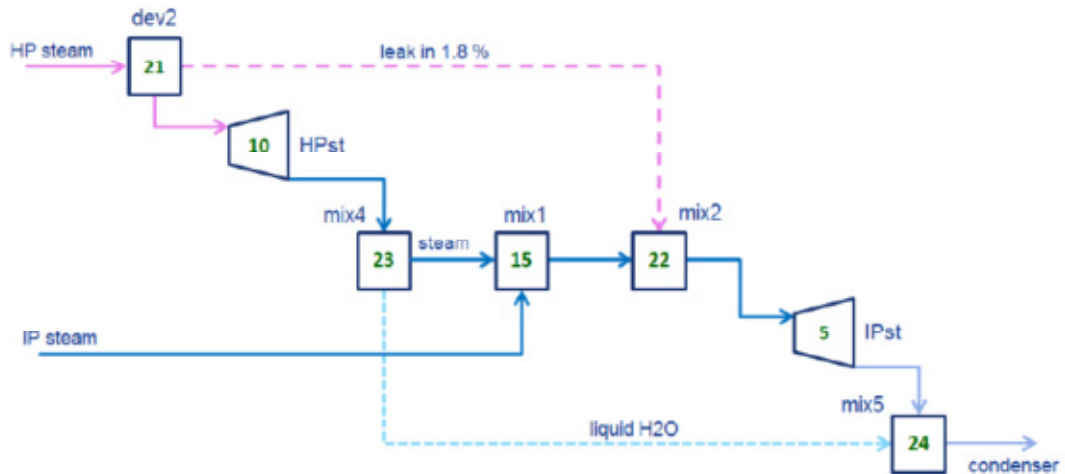 dev2
HP steam
21
leak in 1.8 %
10
HPst
mix4
mix1
mix2
23
steam
15
22
IP steam
5
IPst
mix5
liquid H2O
24
condenser